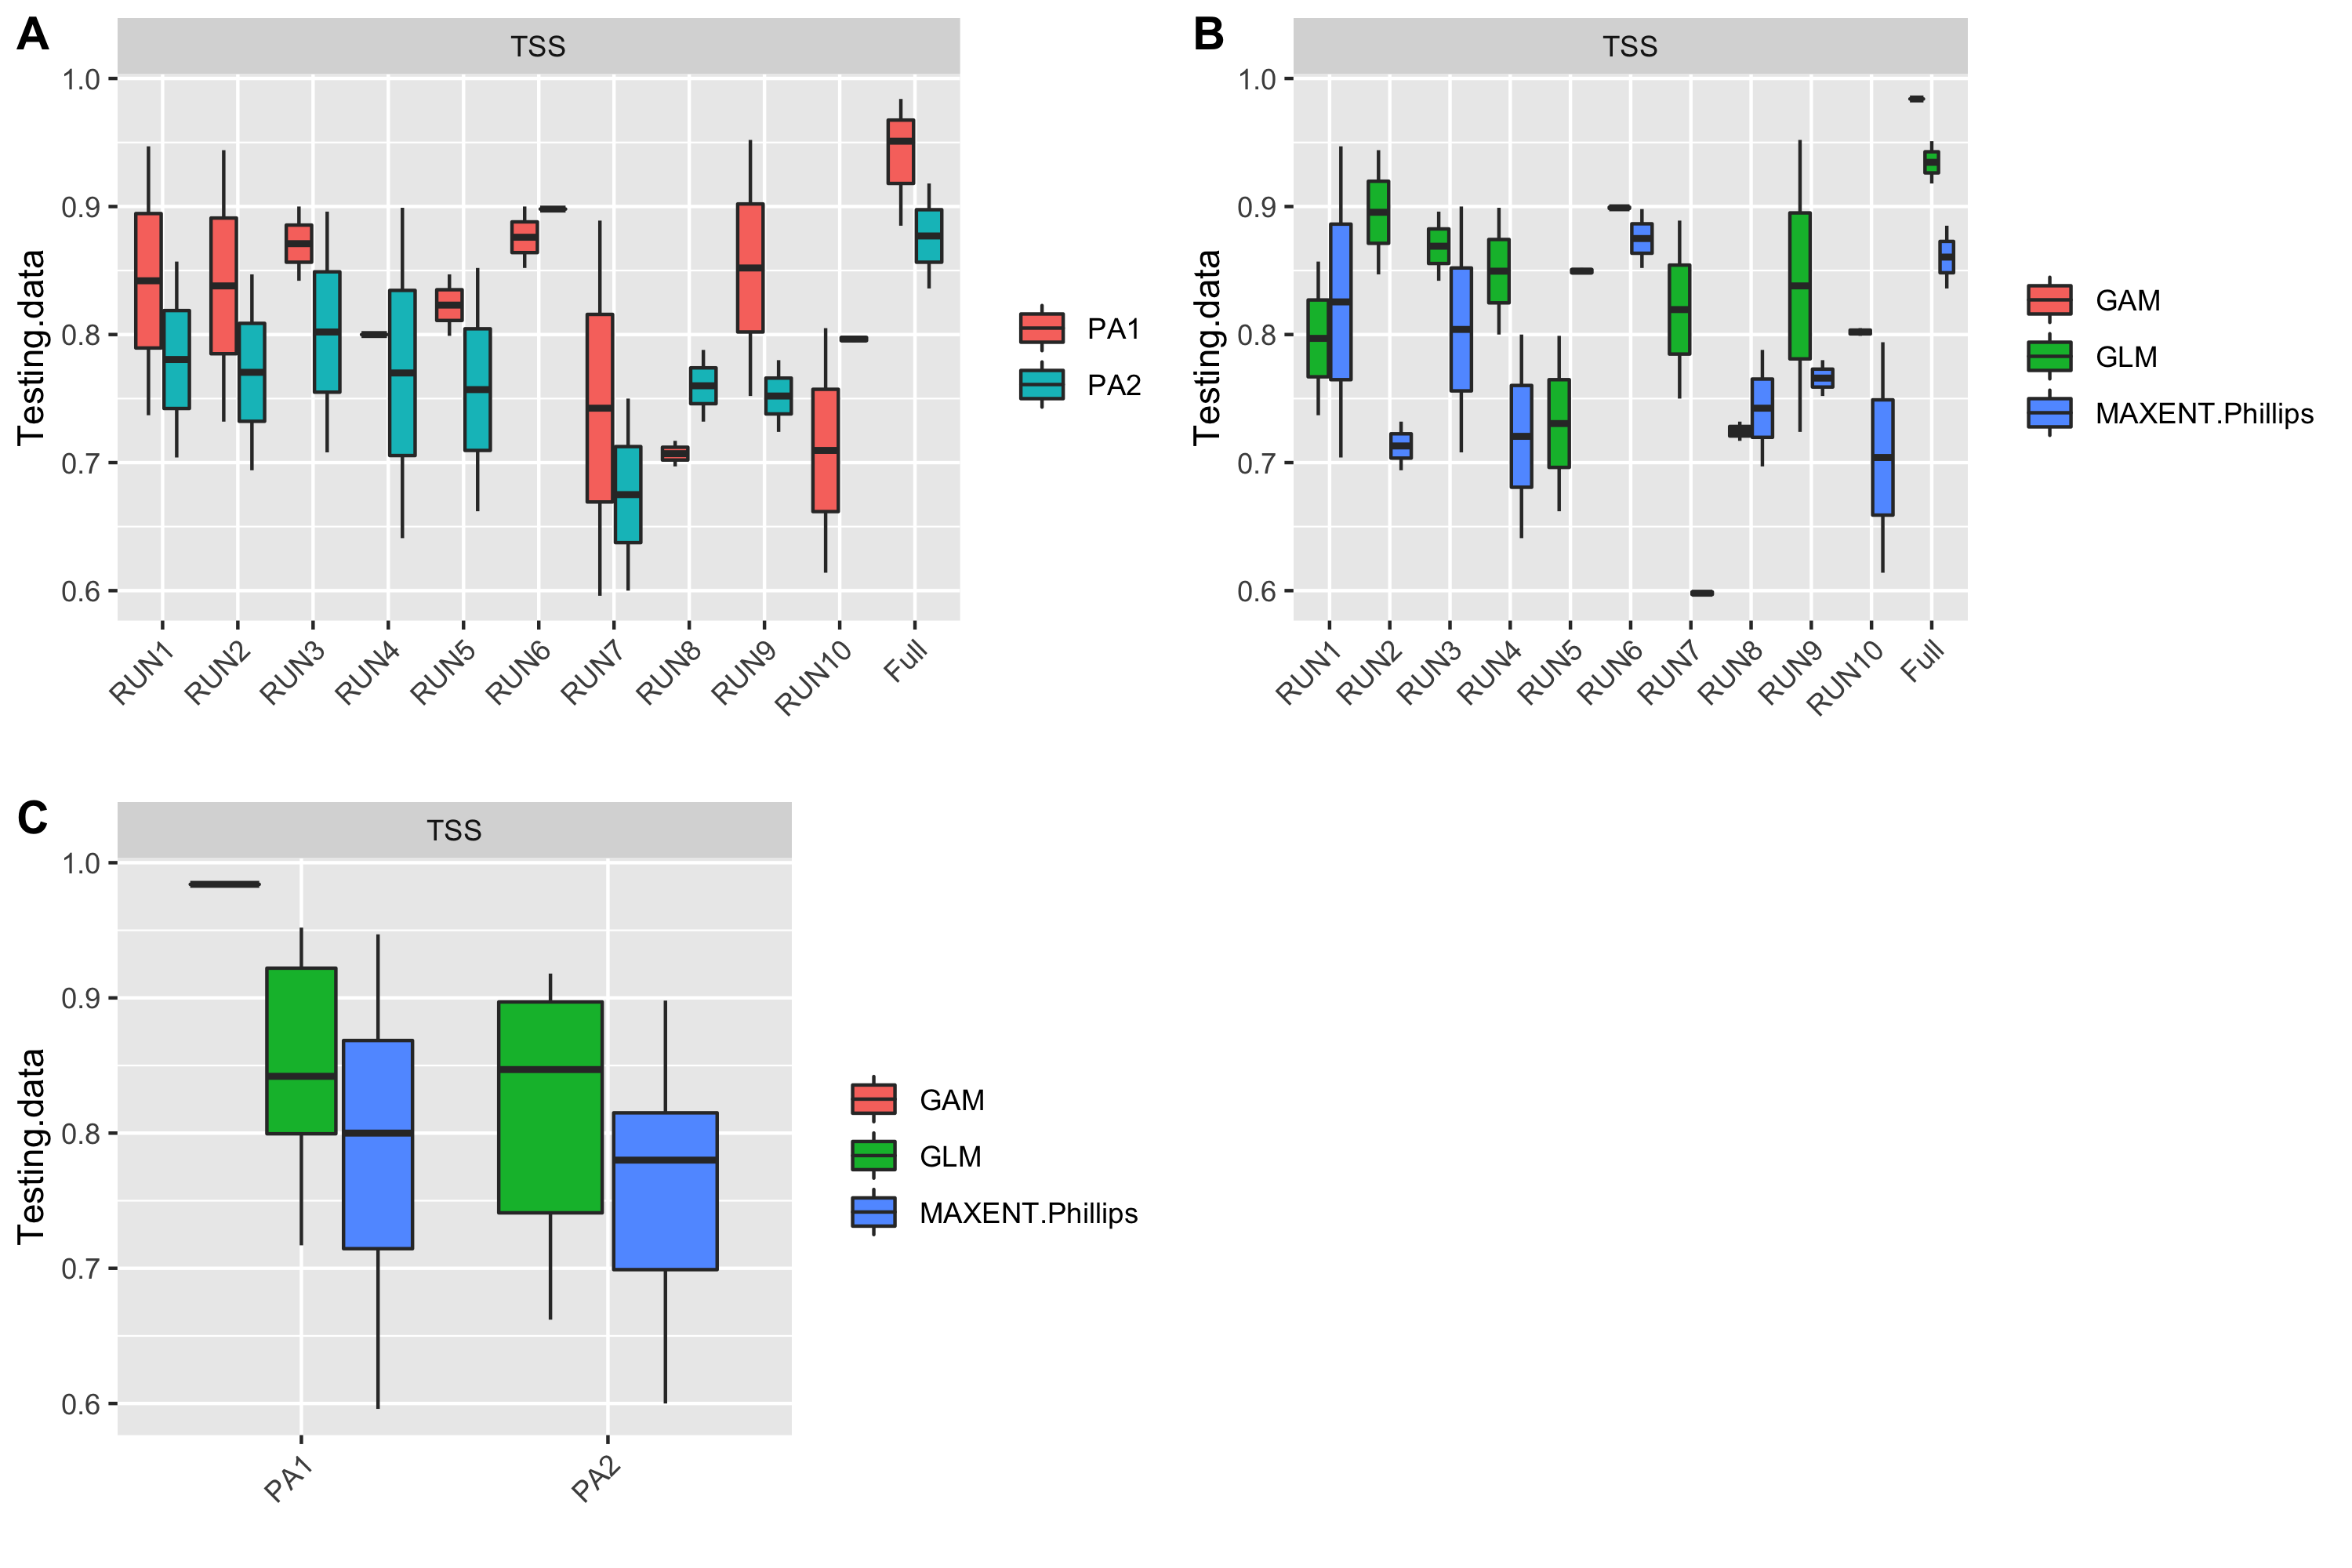 A
TSS
1.0
0.9
0.8
0.7
0.6
Testing.data
RUN1
RUN2
RUN3
RUN4
RUN5
RUN6
RUN7
RUN8
RUN9
RUN10
Full
PA1
PA2
B
TSS
1.0
0.9
0.8
0.7
0.6
Testing.data
RUN1
RUN2
RUN3
RUN4
RUN5
RUN6
RUN7
RUN8
RUN9
RUN10
Full
GAM
GLM
MAXENT.Phillips
C
TSS
1.0
0.9
0.8
0.7
0.6
Testing.data
PA1
PA2
GAM
GLM
MAXENT.Phillips